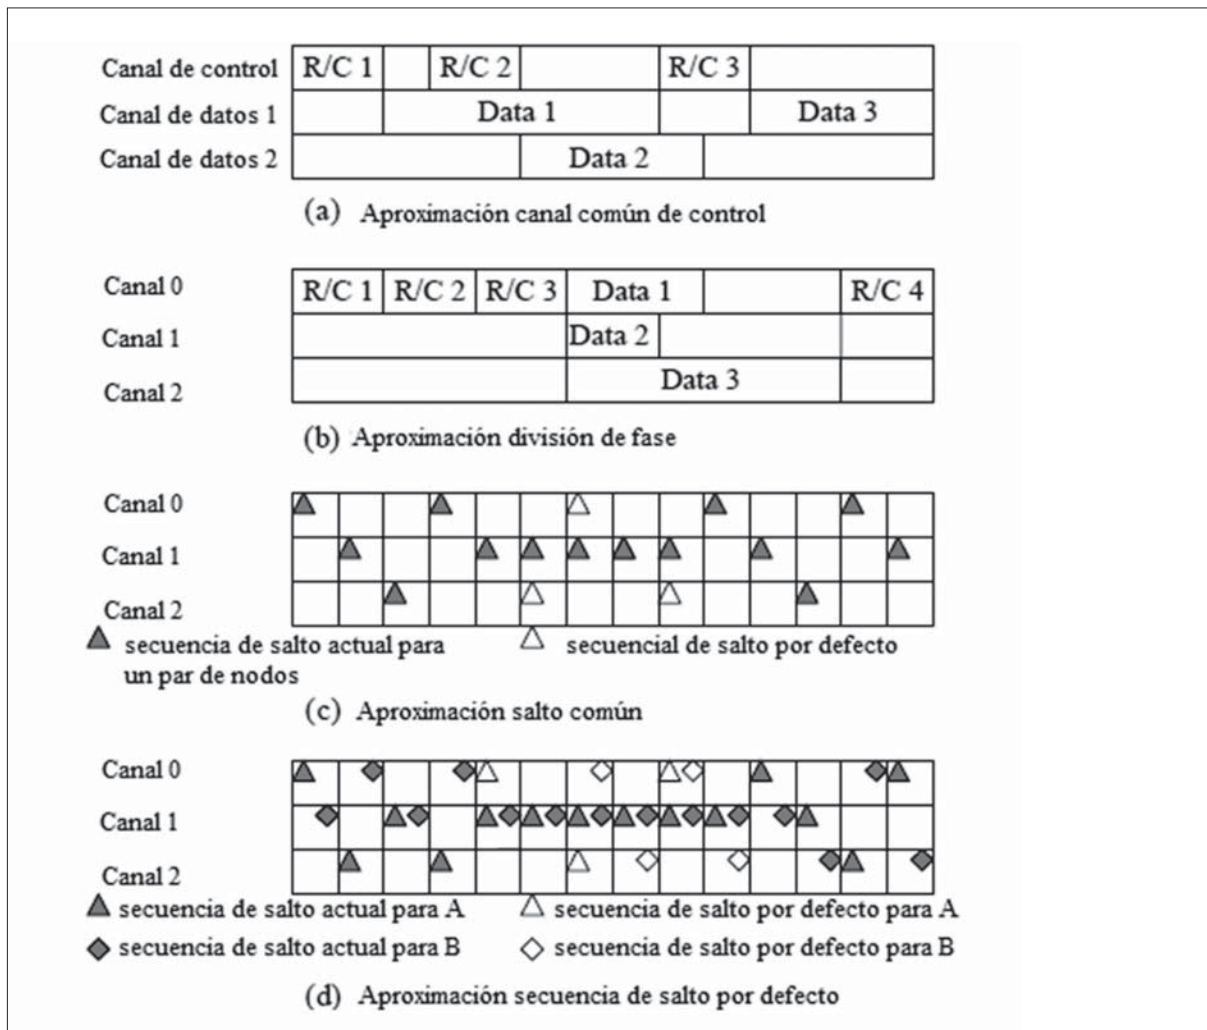 Canal de control R/C 1 R/C 2 R/C 3
Canal de datos 1 Data 1 Data 3
Canal de datos 2 Data 2
(a) Aproximación canal común de control
Canal 0 R/C 1 R/C 2 R/C 3 Data 1 R/C 4
Canal 1 Data 2
Canal 2 Data 3
(b) Aproximación división de fase
Canal 0
Canal 1
Canal 2
secuencia de salto actual para secuencial de salto por defecto
un par de nodos
(c) Aproximación salto común
Canal 0
Canal 1
Canal 2
secuencia de salto actual para A secuencia de salto por defecto para A
secuencia de salto actual para B secuencia de salto por defecto para B
(d) Aproximación secuencia de salto por defecto